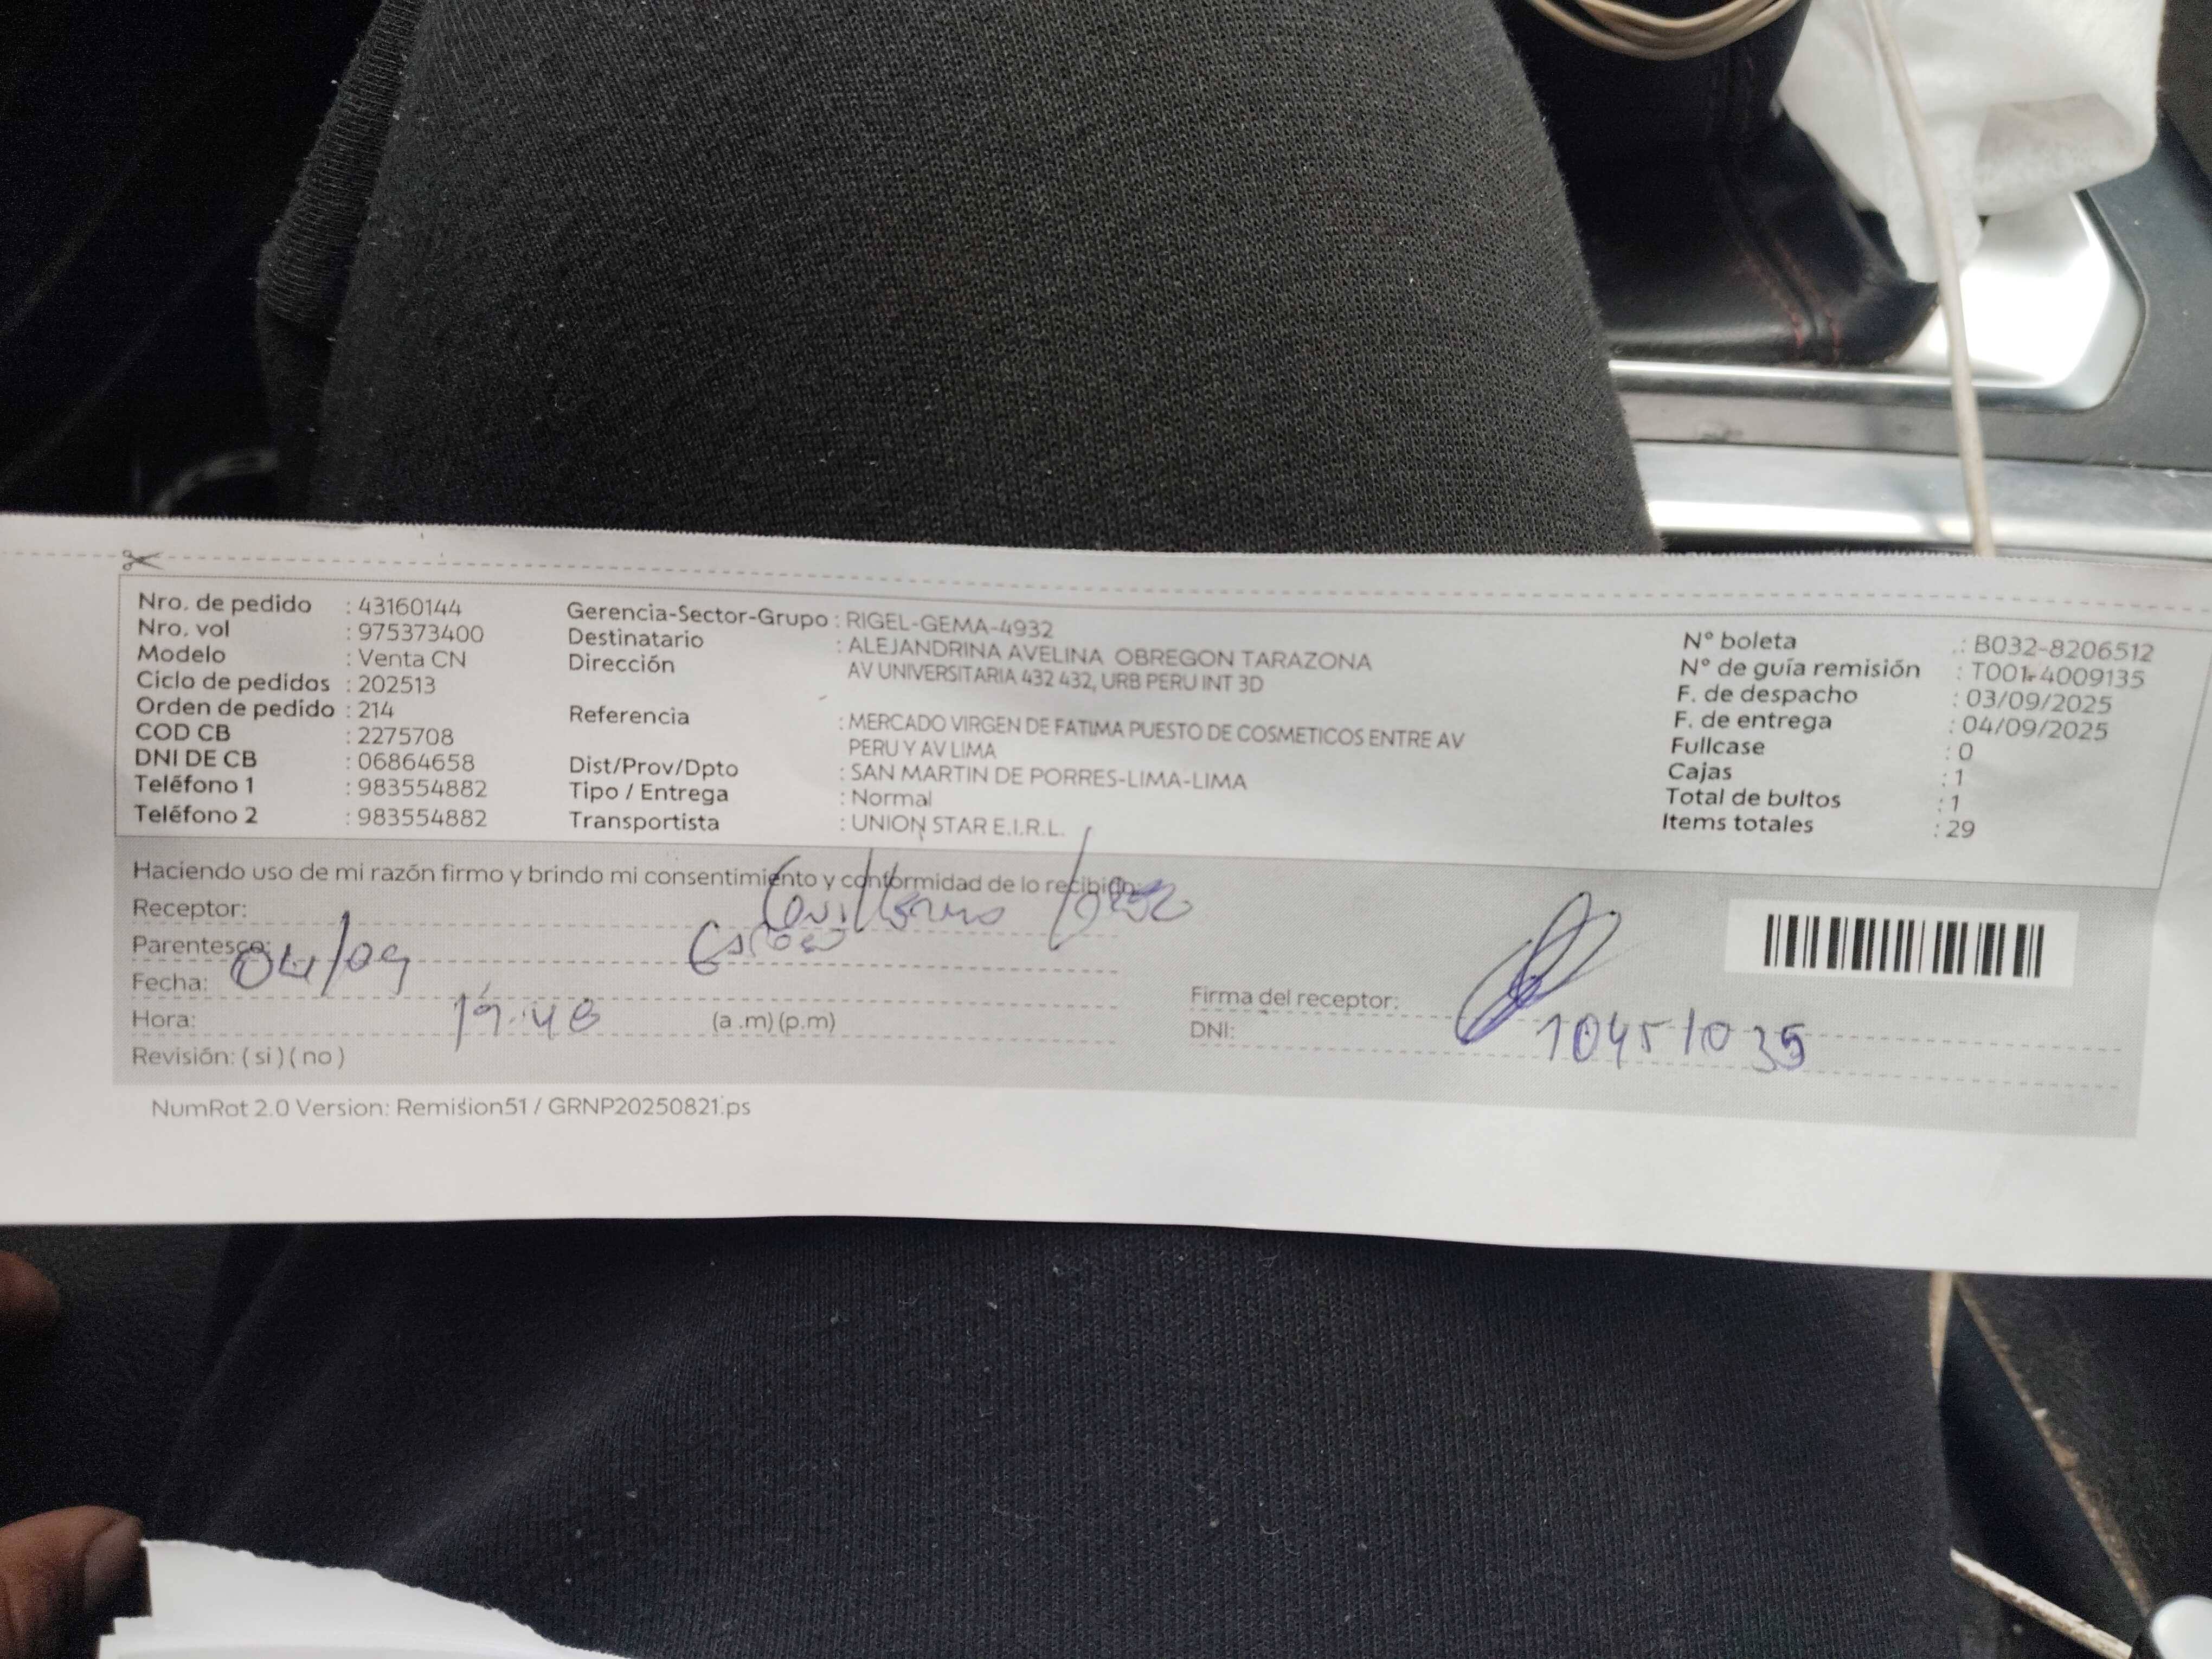 Nro. de pedido : 43160144
Nro. vol : 975373400
Modelo : Venta CN
Ciclo de pedidos : 202513
Orden de pedido : 214
COD CB : 2275708
DNI DE CB : 06864658
Teléfono 1 : 983554882
Teléfono 2 : 983554882
Gerencia-Sector-Grupo : RIGEL-GEMA-4932
Destinatario : ALEJANDRINA AVELINA OBREGON TARAZONA
Dirección AV UNIVERSITARIA 432 432, URB PERU INT 3D
Referencia : MERCADO VIRGEN DE FATIMA PUESTO DE COSMETICOS ENTRE AV
PERU Y AV LIMA
Dist/Prov/Dpto : SAN MARTIN DE PORRES-LIMA-LIMA
Tipo / Entrega : Normal
Transportista : UNION STAR E.I.R.L.
N° boleta : B032-8206512
N° de guía remisión : T001-4009135
F. de despacho : 03/09/2025
F. de entrega : 04/09/2025
Fullcase : 0
Cajas : 1
Total de bultos : 1
Items totales : 29
Haciendo uso de mi razón firmo y brindo mi consentimiento y conformidad de lo recibido:
Receptor: Guillermo
Parentesco: Esposo
Fecha: 04/09
Hora: 19:48 (a .m) (p.m)
Revisión: ( si ) ( no )
Firma del receptor:
DNI: 10451035
NumRot 2.0 Version: Remision51 / GRNP20250821.ps